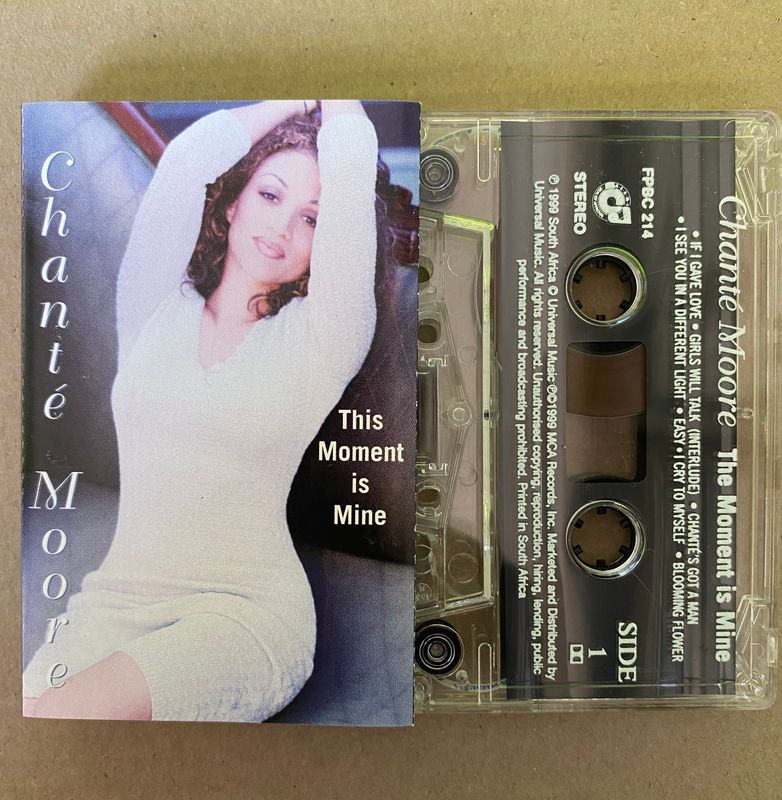 Chanté Moore
This
Moment
is
Mine
Chanté Moore The Moment is Mine
• IF I GAVE LOVE • GIRLS WILL TALK (INTERLUDE) • CHANTÉ'S GOT A MAN
• I SEE YOU IN A DIFFERENT LIGHT • EASY • I CRY TO MYSELF • BLOOMING FLOWER
FPBC 214
STEREO
SIDE
1
℗ 1999 South Africa © Universal Music ℗©1999 MCA Records, Inc. Marketed and Distributed by
Universal Music. All rights reserved. Unauthorised copying, reproduction, hiring, lending, public
performance and broadcasting prohibited. Printed in South Africa